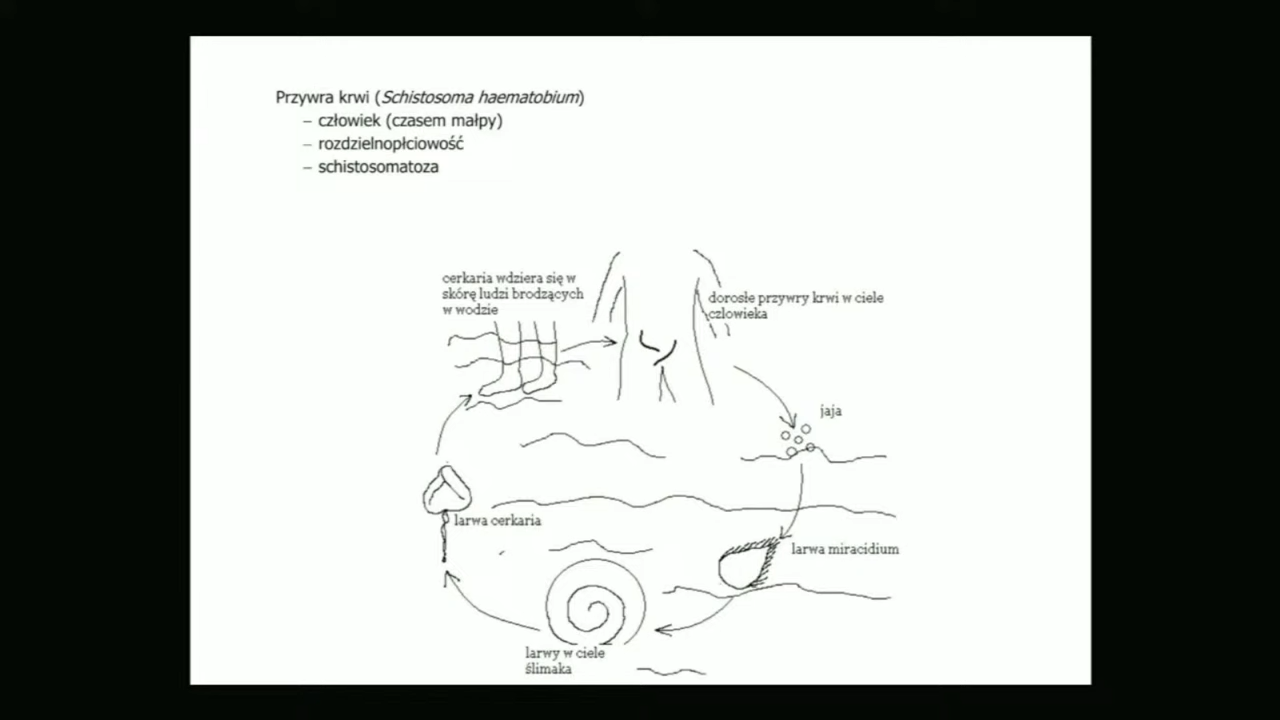 Przywra krwi (Schistosoma haematobium)
– człowiek (czasem małpy)
– rozdzielnopłciowość
– schistosomatoza
cerkaria wdziera się w
skórę ludzi brodzących
w wodzie
dorosłe przywry krwi w ciele
człowieka
jaja
larwa cerkaria
larwa miracidium
larwy w ciele
ślimaka